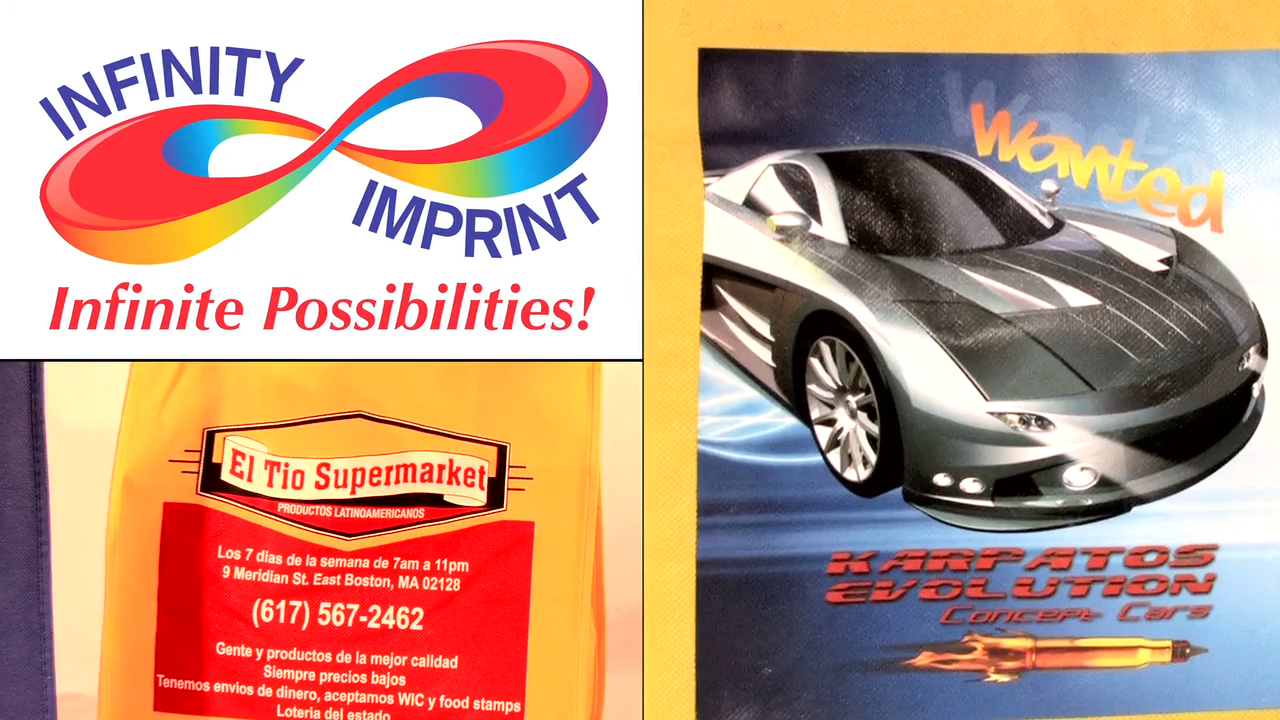 INFINITY
IMPRINT
Infinite Possibilities!
El Tio Supermarket
PRODUCTOS LATINOAMERICANOS
Los 7 dias de la semana de 7am a 11pm
9 Meridian St. East Boston, MA 02128
(617) 567-2462
Gente y productos de la mejor calidad
Siempre precios bajos
Tenemos envios de dinero, aceptamos WIC y food stamps
Loteria del estado
Wanted
KARPATOS
EVOLUTION
Concept Cars